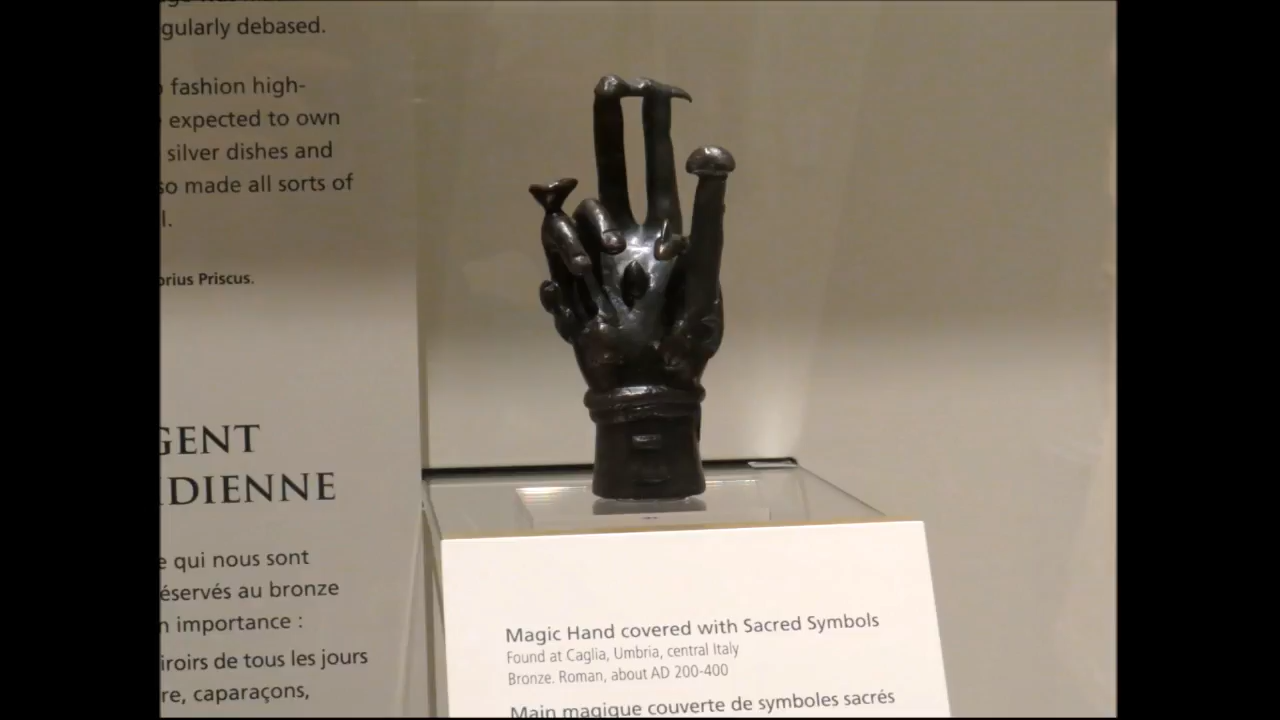 gularly debased.
fashion high-
expected to own
silver dishes and
so made all sorts of
l.
orius Priscus.
GENT
IDIENNE
e qui nous sont
éservés au bronze
n importance :
iroirs de tous les jours
re, caparaçons,
Magic Hand covered with Sacred Symbols
Found at Caglia, Umbria, central Italy
Bronze. Roman, about AD 200-400
Main magique couverte de symboles sacrés